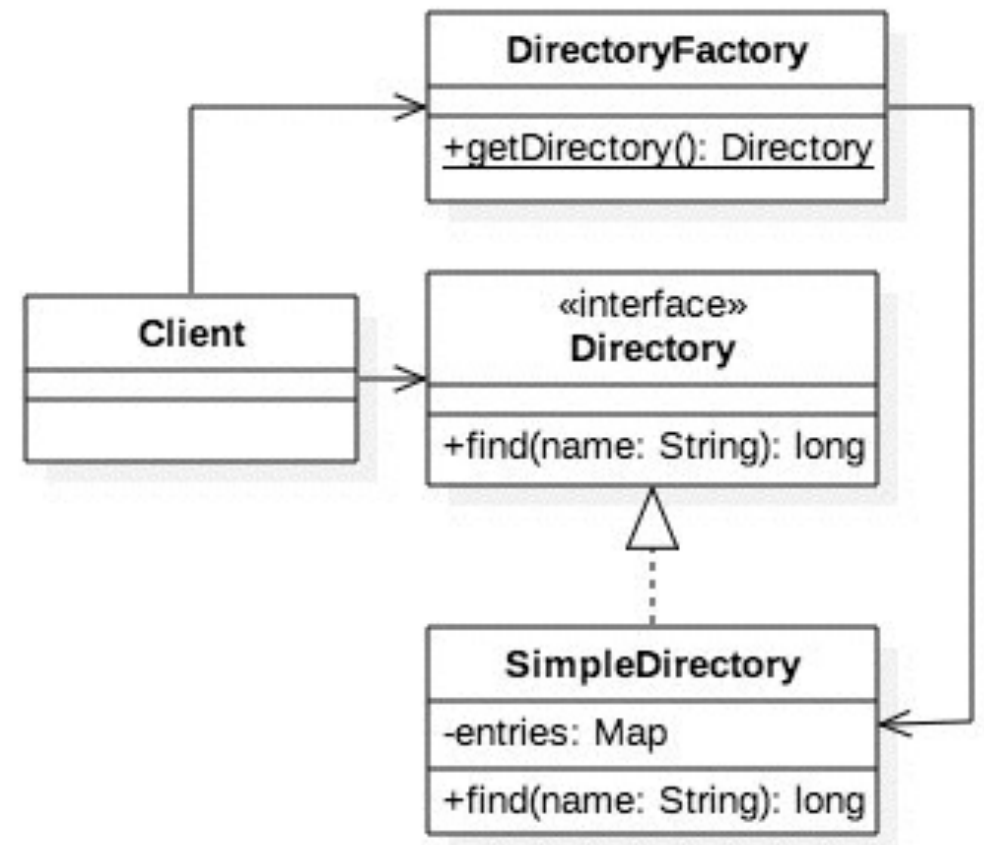 DirectoryFactory
+getDirectory(): Directory
Client
«interface»
Directory
+find(name: String): long
SimpleDirectory
-entries: Map
+find(name: String): long